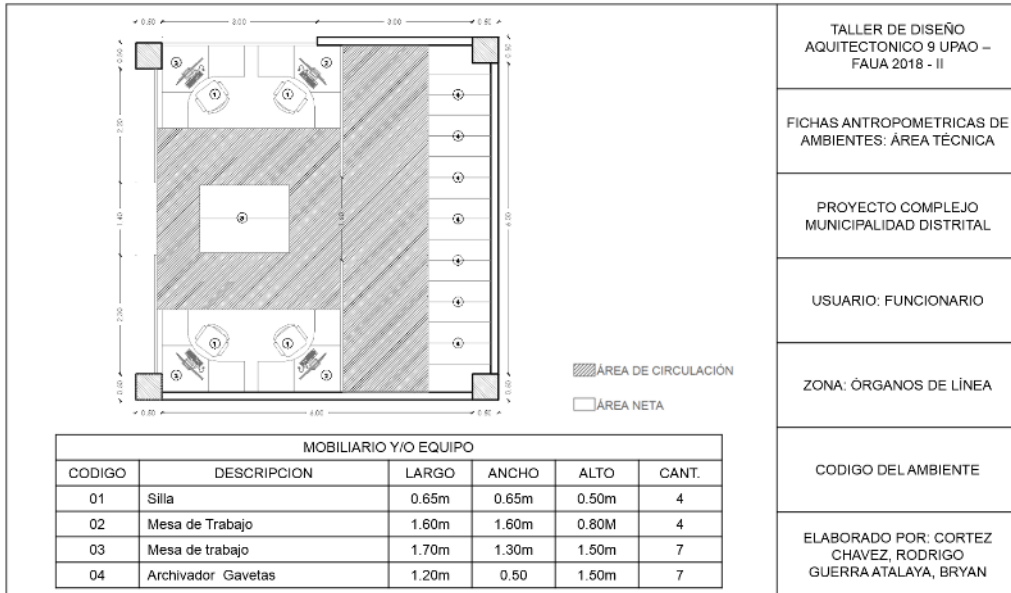 TALLER DE DISEÑO
AQUITECTONICO 9 UPAO –
FAUA 2018 - II
FICHAS ANTROPOMETRICAS DE
AMBIENTES: ÁREA TÉCNICA
PROYECTO COMPLEJO
MUNICIPALIDAD DISTRITAL
USUARIO: FUNCIONARIO
ZONA: ÓRGANOS DE LÍNEA
CODIGO DEL AMBIENTE
ELABORADO POR: CORTEZ
CHAVEZ, RODRIGO
GUERRA ATALAYA, BRYAN
ÁREA DE CIRCULACIÓN
ÁREA NETA
MOBILIARIO Y/O EQUIPO
CODIGO DESCRIPCION LARGO ANCHO ALTO CANT.
01 Silla 0.65m 0.65m 0.50m 4
02 Mesa de Trabajo 1.60m 1.60m 0.80M 4
03 Mesa de trabajo 1.70m 1.30m 1.50m 7
04 Archivador Gavetas 1.20m 0.50 1.50m 7